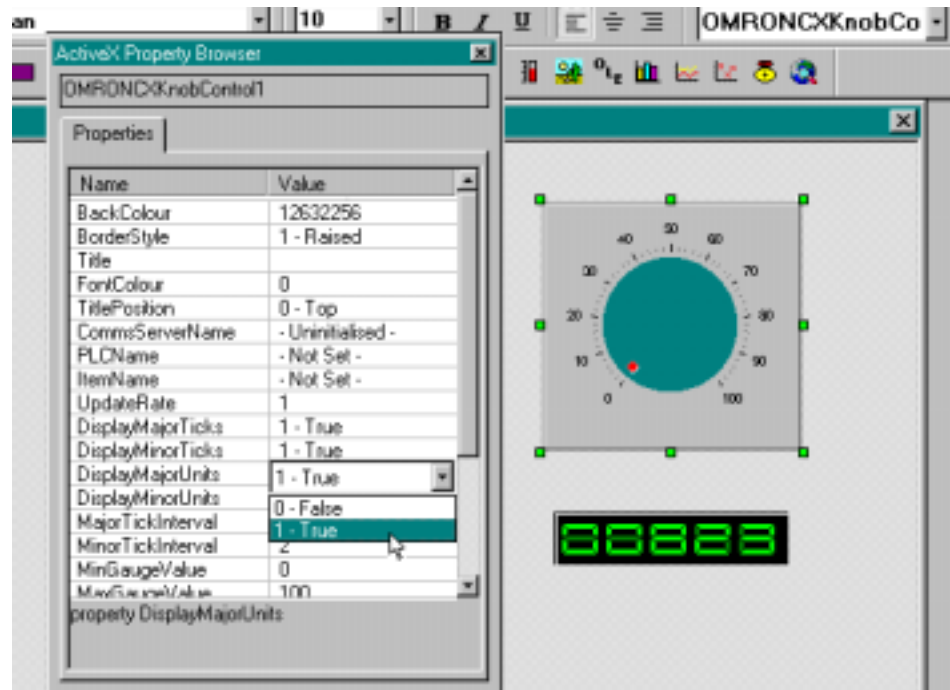 an 10 B I U OMRONCXKnobCo
ActiveX Property Browser
OMRONCXKnobControl1
Properties
Name Value
BackColour 12632256
BorderStyle 1 - Raised
Title
FontColour 0
TitlePosition 0 - Top
CommsServerName - Uninitialised -
PLCName - Not Set -
ItemName - Not Set -
UpdateRate 1
DisplayMajorTicks 1 - True
DisplayMinorTicks 1 - True
DisplayMajorUnits 1 - True
DisplayMinorUnits 0 - False
MajorTickInterval 1 - True
MinorTickInterval 2
MinGaugeValue 0
MaxGaugeValue 100
property DisplayMajorUnits
OLE
50
40 60
30 70
20 80
10 90
0 100